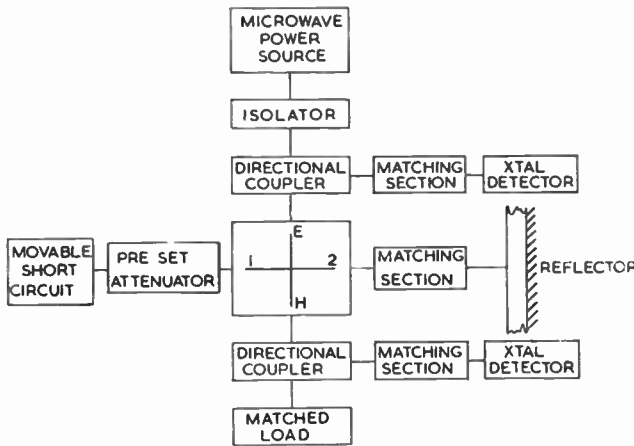 MICROWAVE
POWER
SOURCE
ISOLATOR
DIRECTIONAL
COUPLER
MATCHING
SECTION
XTAL
DETECTOR
MOVABLE
SHORT
CIRCUIT
PRE SET
ATTENUATOR
E
1 2
H
MATCHING
SECTION
REFLECTOR
DIRECTIONAL
COUPLER
MATCHING
SECTION
XTAL
DETECTOR
MATCHED
LOAD